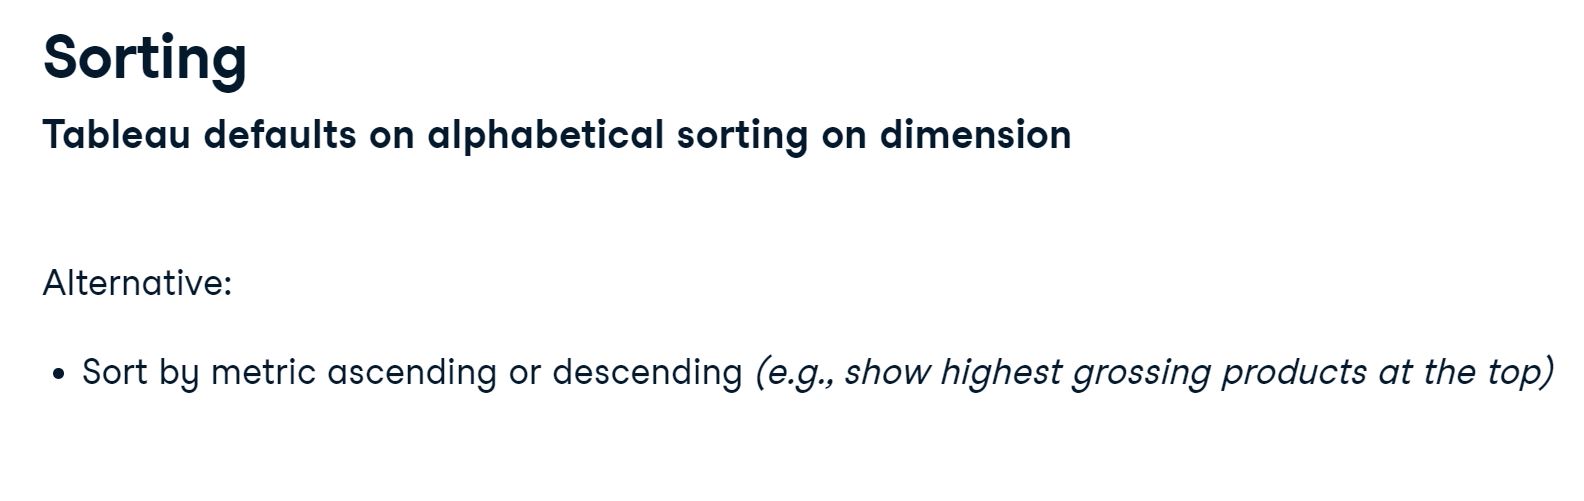 Sorting
Tableau defaults on alphabetical sorting on dimension
Alternative:
• Sort by metric ascending or descending (e.g., show highest grossing products at the top)